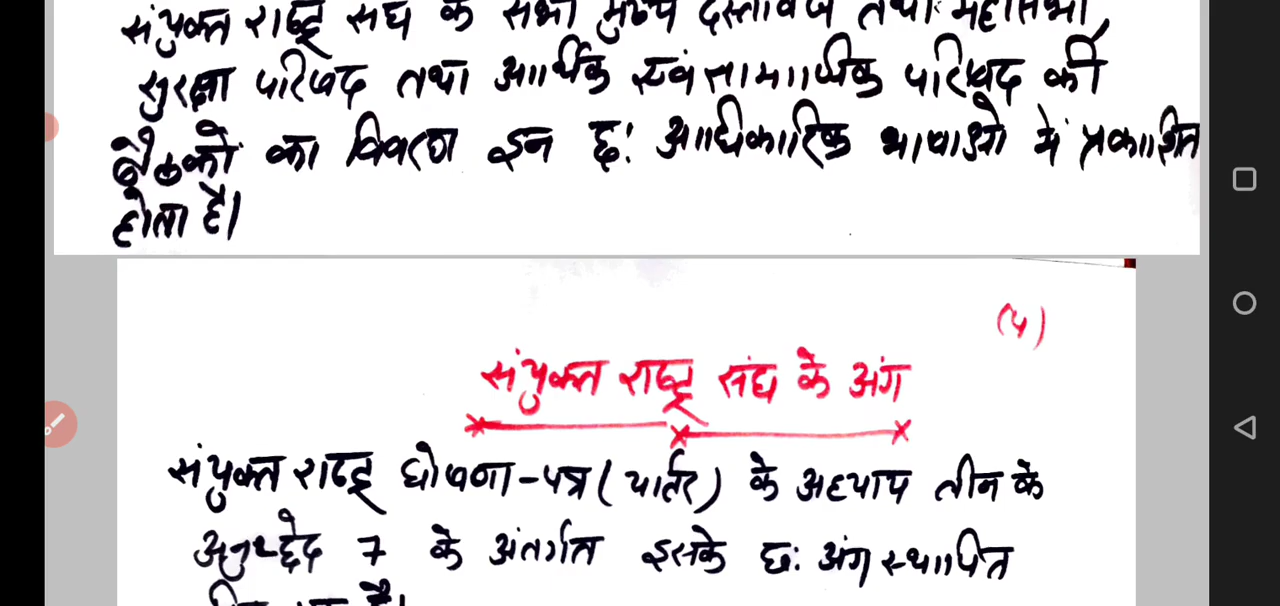 संयुक्त राष्ट्र संघ के सभी मुख्य दस्तावेज तथा महासभा,
सुरक्षा परिषद तथा आर्थिक एवं सामाजिक परिषद की
बैठकों का विवरण इन छः आधिकारिक भाषाओं में प्रकाशित
होता है।
(4)
संयुक्त राष्ट्र संघ के अंग
संयुक्त राष्ट्र घोषणा-पत्र (चार्टर) के अध्याय तीन के
अनुच्छेद 7 के अंतर्गत इसके छः अंग स्थापित
है।